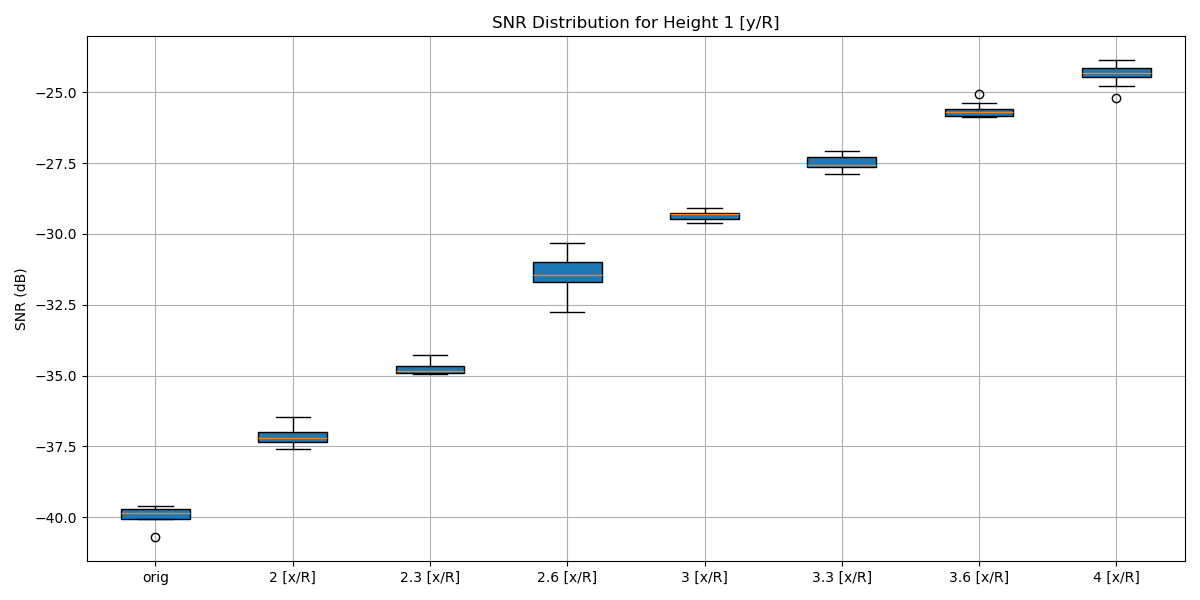 SNR Distribution for Height 1 [y/R]
SNR (dB)
−25.0
−27.5
−30.0
−32.5
−35.0
−37.5
−40.0
orig 2 [x/R] 2.3 [x/R] 2.6 [x/R] 3 [x/R] 3.3 [x/R] 3.6 [x/R] 4 [x/R]